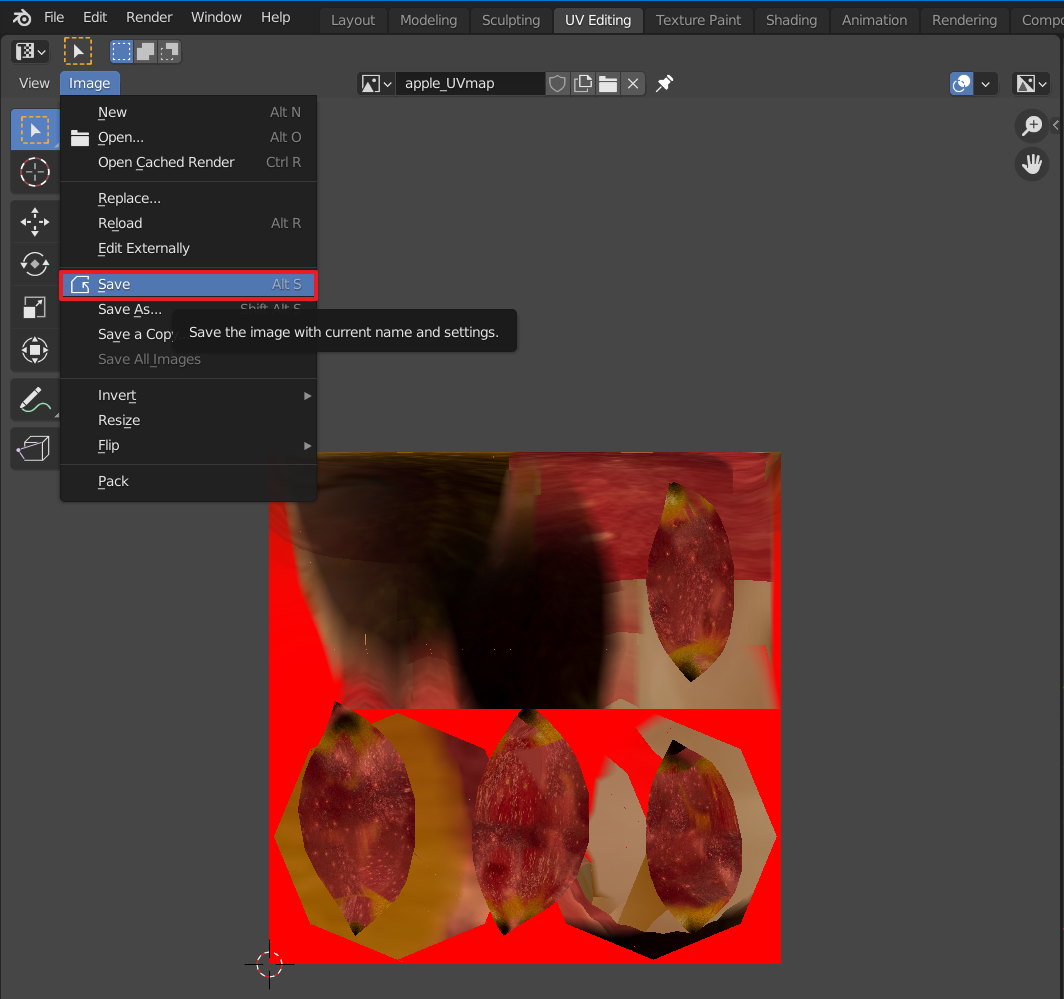 File Edit Render Window Help Layout Modeling Sculpting UV Editing Texture Paint Shading Animation Rendering
View Image apple_UVmap
New Alt N
Open... Alt O
Open Cached Render Ctrl R
Replace...
Reload Alt R
Edit Externally
Save Alt S
Save As... Shift Alt S
Save a Copy
Save the image with current name and settings.
Save All Images
Invert
Resize
Flip
Pack